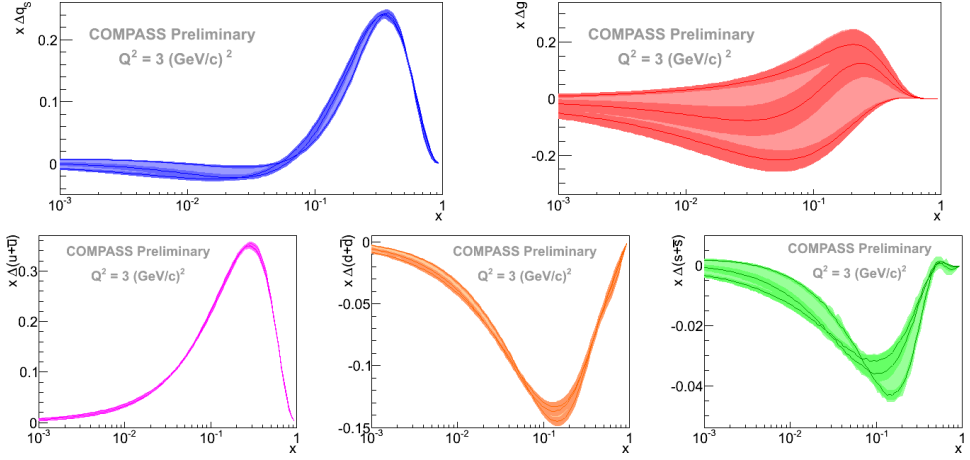 x Δq_S
COMPASS Preliminary
Q² = 3 (GeV/c)²
0.2
0.1
0
10⁻³ 10⁻² 10⁻¹ 1
x
x Δg
COMPASS Preliminary
Q² = 3 (GeV/c)²
0.2
0
-0.2
10⁻³ 10⁻² 10⁻¹ 1
x
x Δ(u+u̅)
COMPASS Preliminary
Q² = 3 (GeV/c)²
0.3
0.2
0.1
0
10⁻³ 10⁻² 10⁻¹ 1
x
x Δ(d+d̅)
COMPASS Preliminary
Q² = 3 (GeV/c)²
0
-0.05
-0.1
-0.15
10⁻³ 10⁻² 10⁻¹ 1
x
x Δ(s+s̅)
COMPASS Preliminary
Q² = 3 (GeV/c)²
0
-0.02
-0.04
10⁻³ 10⁻² 10⁻¹ 1
x